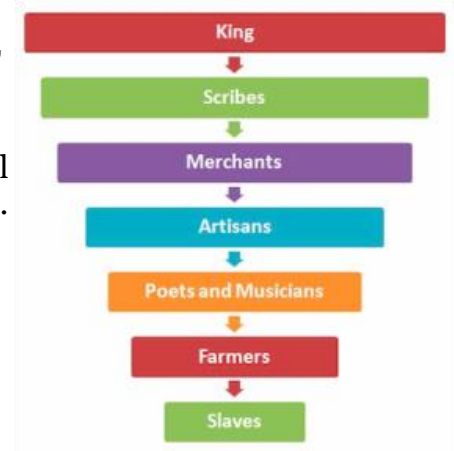 King
Scribes
l
Merchants
.
Artisans
Poets and Musicians
Farmers
Slaves